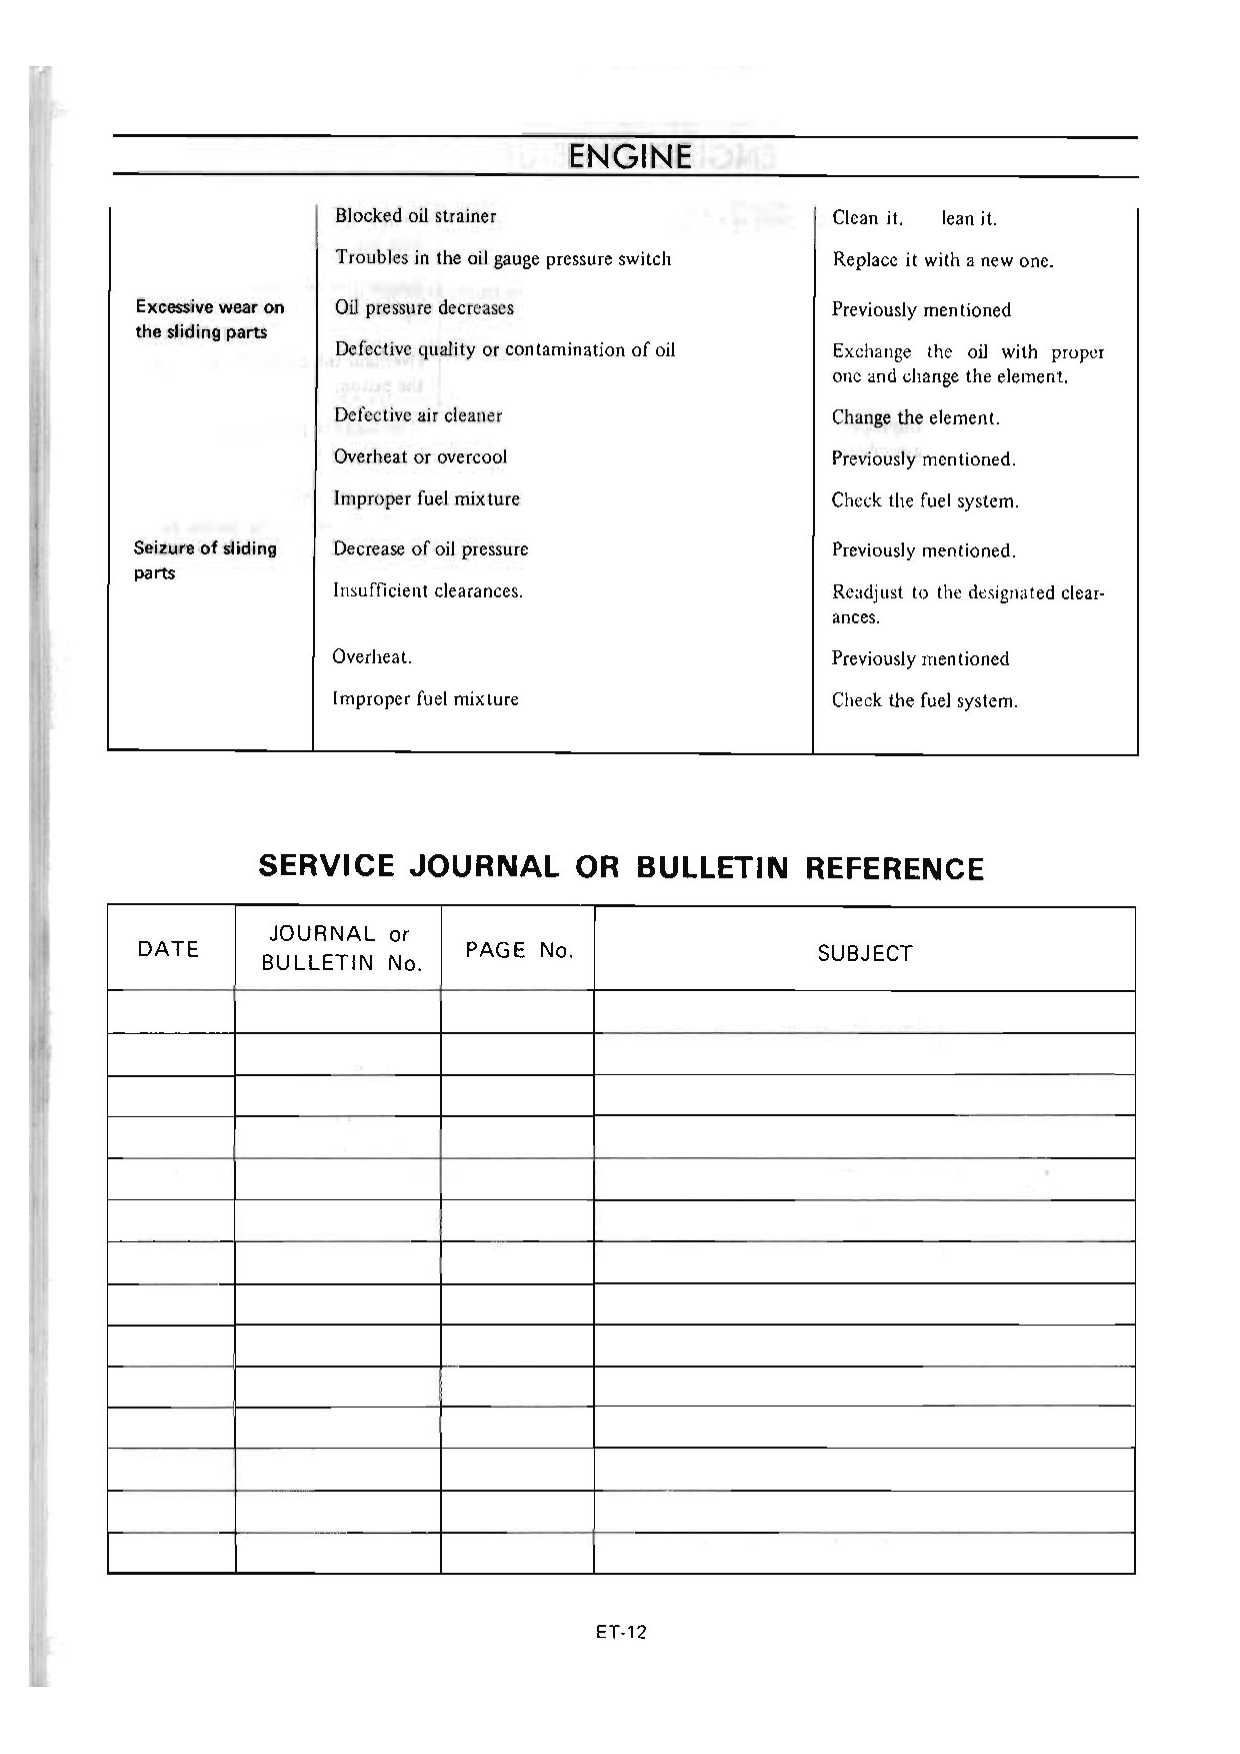 ENGINE
Blocked oil strainer Clean it. lean it.
Troubles in the oil gauge pressure switch Replace it with a new one.
Excessive wear on Oil pressure decreases Previously mentioned
the sliding parts
Defective quality or contamination of oil Exchange the oil with proper
one and change the element.
Defective air cleaner Change the element.
Overheat or overcool Previously mentioned.
Improper fuel mixture Check the fuel system.
Seizure of sliding Decrease of oil pressure Previously mentioned.
parts
Insufficient clearances. Readjust to the designated clear-
ances.
Overheat. Previously mentioned
Improper fuel mixture Check the fuel system.
SERVICE JOURNAL OR BULLETIN REFERENCE
DATE JOURNAL or PAGE No. SUBJECT
BULLETIN No.
ET-12